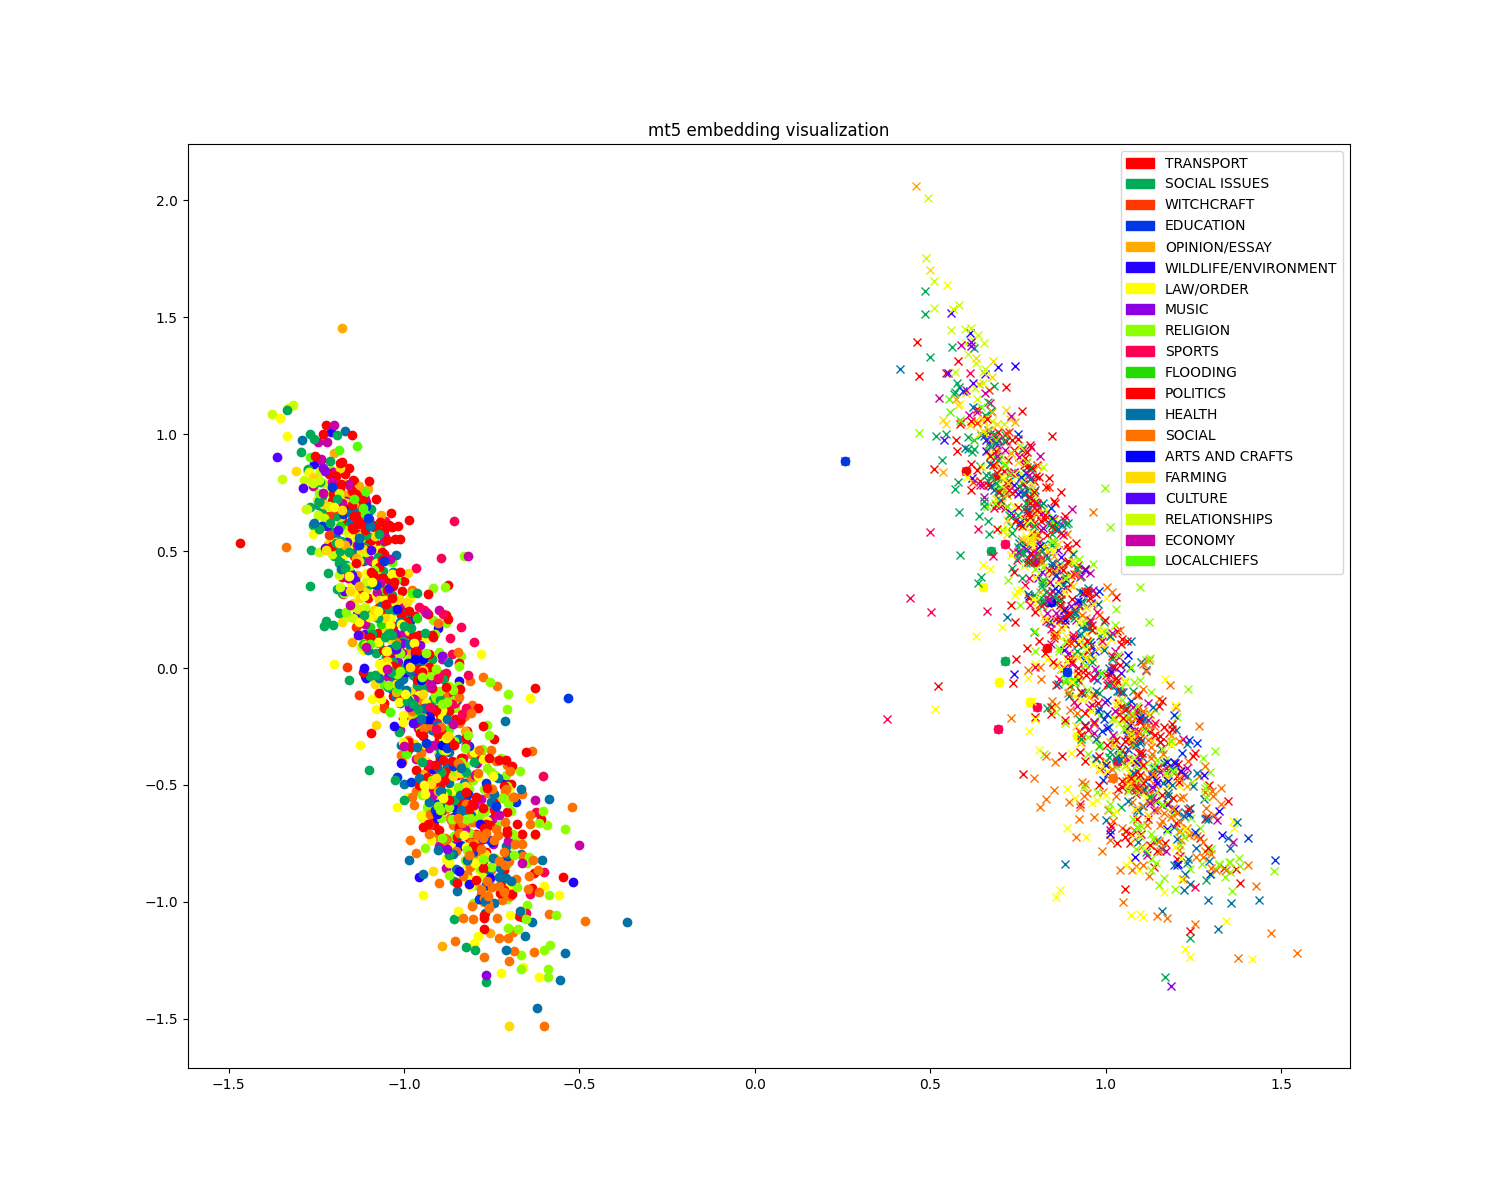 mt5 embedding visualization
TRANSPORT
SOCIAL ISSUES
WITCHCRAFT
EDUCATION
OPINION/ESSAY
WILDLIFE/ENVIRONMENT
LAW/ORDER
MUSIC
RELIGION
SPORTS
FLOODING
POLITICS
HEALTH
SOCIAL
ARTS AND CRAFTS
FARMING
CULTURE
RELATIONSHIPS
ECONOMY
LOCALCHIEFS
2.0
1.5
1.0
0.5
0.0
−0.5
−1.0
−1.5
−1.5 −1.0 −0.5 0.0 0.5 1.0 1.5